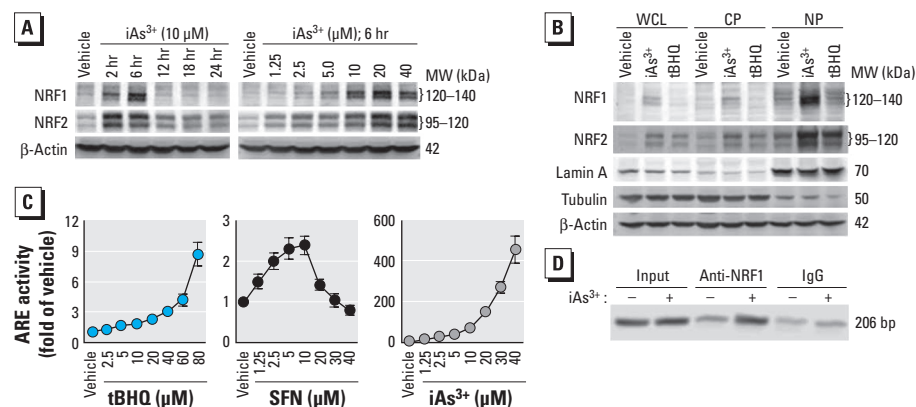 A
iAs³⁺ (10 µM)
iAs³⁺ (µM); 6 hr
Vehicle
2 hr
6 hr
12 hr
18 hr
24 hr
Vehicle
1.25
2.5
5.0
10
20
40
MW (kDa)
NRF1
}120–140
NRF2
}95–120
β-Actin
42
B
WCL
CP
NP
Vehicle
iAs³⁺
tBHQ
Vehicle
iAs³⁺
tBHQ
Vehicle
iAs³⁺
tBHQ
MW (kDa)
NRF1
}120–140
NRF2
}95–120
Lamin A
70
Tubulin
50
β-Actin
42
C
ARE activity
(fold of vehicle)
12
9
6
3
0
Vehicle
2.5
5
10
20
40
60
80
tBHQ (µM)
3
2
1
0
Vehicle
1.25
2.5
5
10
20
30
40
SFN (µM)
600
400
200
0
Vehicle
1.25
2.5
5
10
20
30
40
iAs³⁺ (µM)
D
Input
Anti-NRF1
IgG
iAs³⁺ : – + – + – +
206 bp